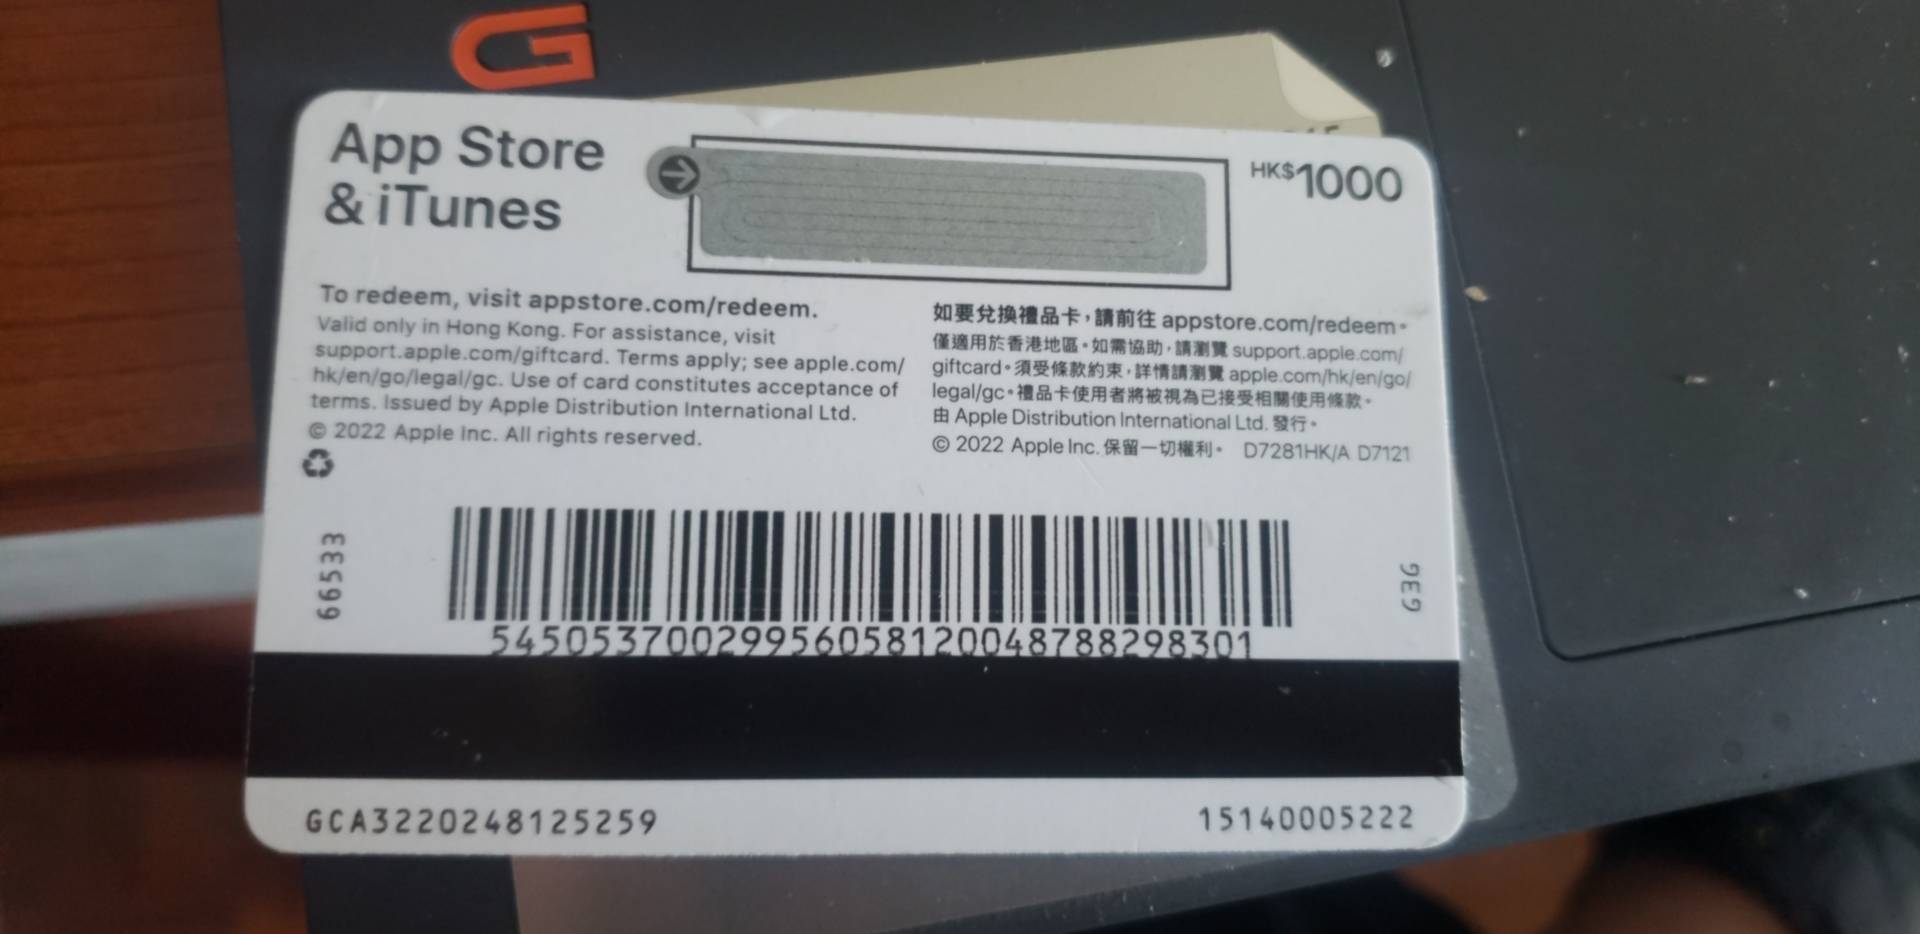 G
App Store
& iTunes
HK$1000
To redeem, visit appstore.com/redeem.
Valid only in Hong Kong. For assistance, visit
support.apple.com/giftcard. Terms apply; see apple.com/
hk/en/go/legal/gc. Use of card constitutes acceptance of
terms. Issued by Apple Distribution International Ltd.
© 2022 Apple Inc. All rights reserved.
如要兌換禮品卡，請前往 appstore.com/redeem。
僅適用於香港地區。如需協助，請瀏覽 support.apple.com/
giftcard。須受條款約束，詳情請瀏覽 apple.com/hk/en/go/
legal/gc。禮品卡使用者將被視為已接受相關使用條款。
由 Apple Distribution International Ltd. 發行。
© 2022 Apple Inc. 保留一切權利。 D7281HK/A D7121
66533
54505370029956058120048788298301
GCA3220248125259
15140005222